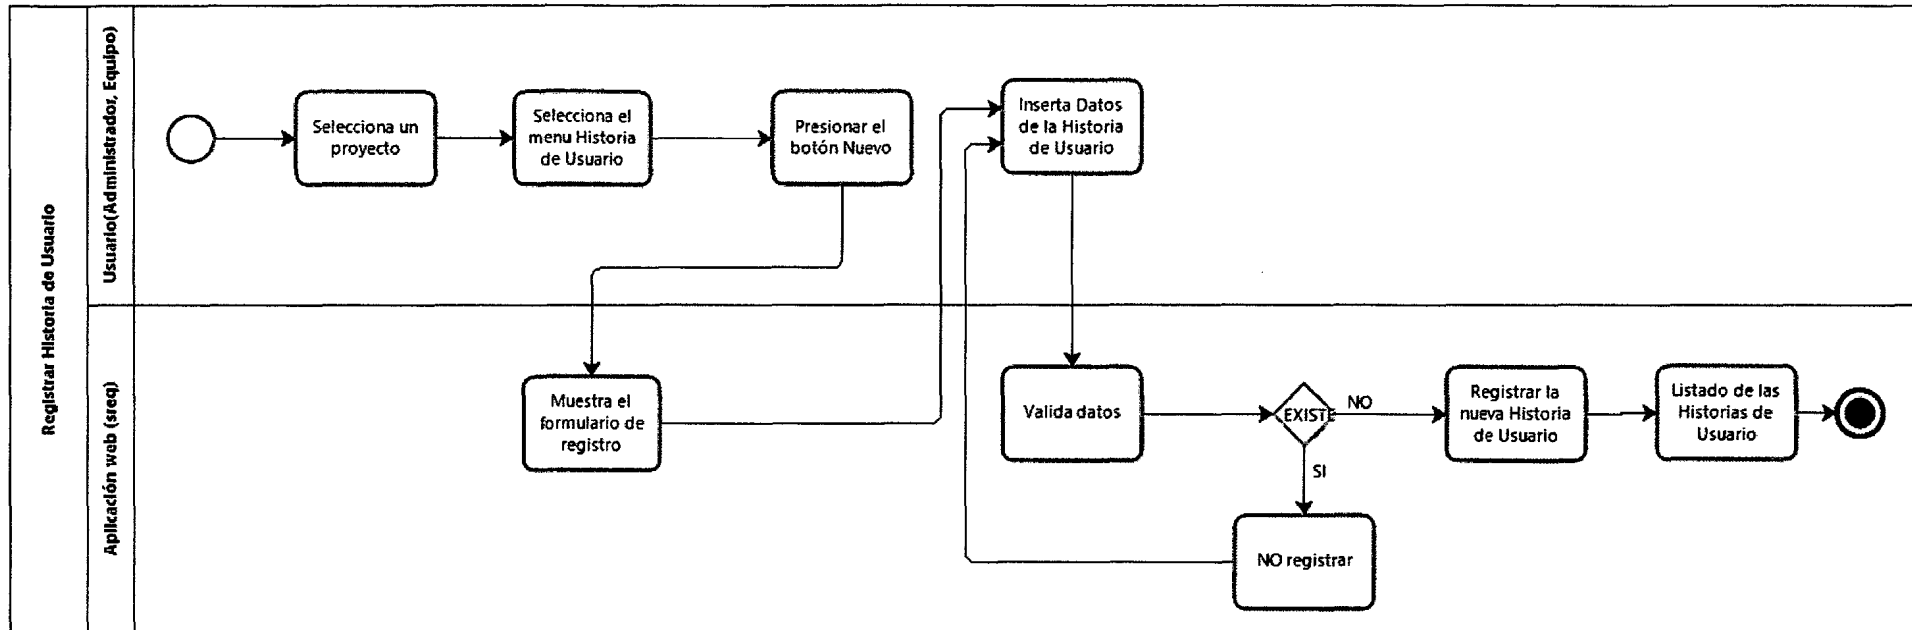 Registrar Historia de Usuario
Usuario(Administrador, Equipo)
Selecciona un
proyecto
Selecciona el
menu Historia
de Usuario
Presionar el
botón Nuevo
Inserta Datos
de la Historia
de Usuario
Aplicación web (sreq)
Muestra el
formulario de
registro
Valida datos
EXISTE
NO
SI
Registrar la
nueva Historia
de Usuario
Listado de las
Historias de
Usuario
NO registrar